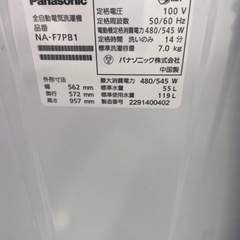 Panasonic
全自動電気洗濯機
NA-F7PB1
定格電圧 100 V
定格周波数 50/60 Hz
電動機定格消費電力 480/545 W
定格洗い時間 洗いのみ 14 分
標準洗濯容量 7.0 kg
パナソニック株式会社
中国製
外形寸法
幅 562 mm
奥行 572 mm
高さ 957 mm
最大消費電力 480/545 W
標準水量 55 L
標準使用水量 119 L
製造番号 2291400402